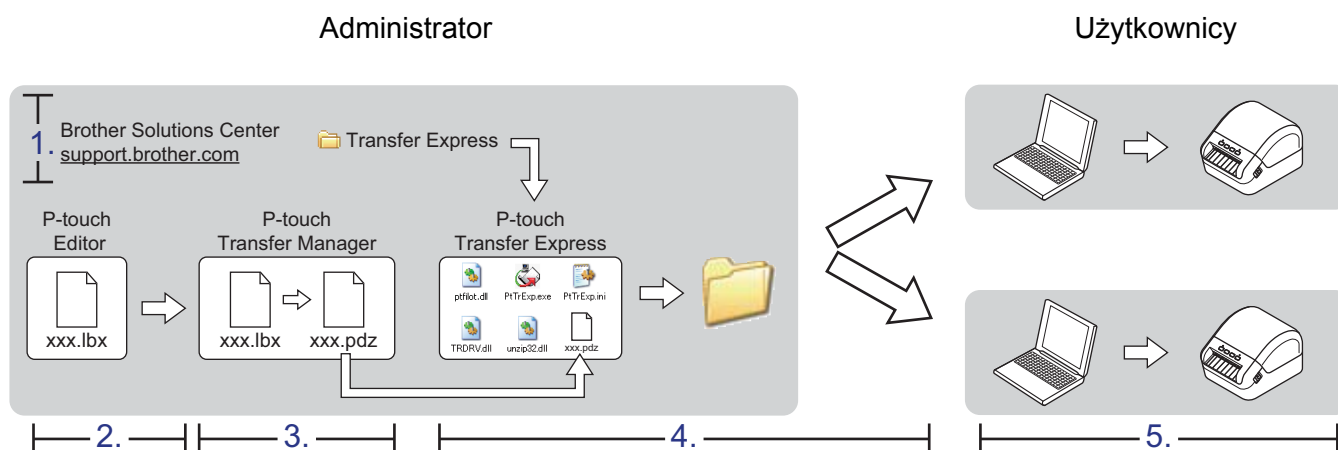 Administrator
Użytkownicy
1.
Brother Solutions Center
support.brother.com
Transfer Express
P-touch
Editor
xxx.lbx
P-touch
Transfer Manager
xxx.lbx
xxx.pdz
P-touch
Transfer Express
ptfilot.dll
PtTrExp.exe
PtTrExp.ini
TRDRV.dll
unzip32.dll
xxx.pdz
2.
3.
4.
5.